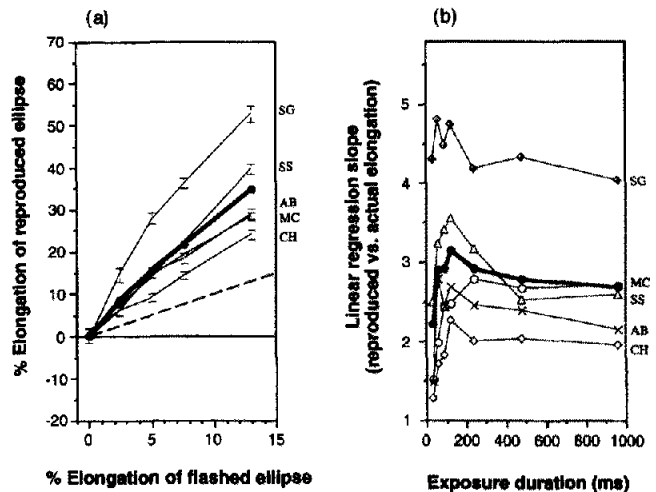 (a)
% Elongation of reproduced ellipse
70
60
50
40
30
20
10
0
-10
-20
SG
SS
AB
MC
CH
0
5
10
15
% Elongation of flashed ellipse
(b)
Linear regression slope
(reproduced vs. actual elongation)
5
4
3
2
1
SG
MC
SS
AB
CH
0
200
400
600
800
1000
Exposure duration (ms)